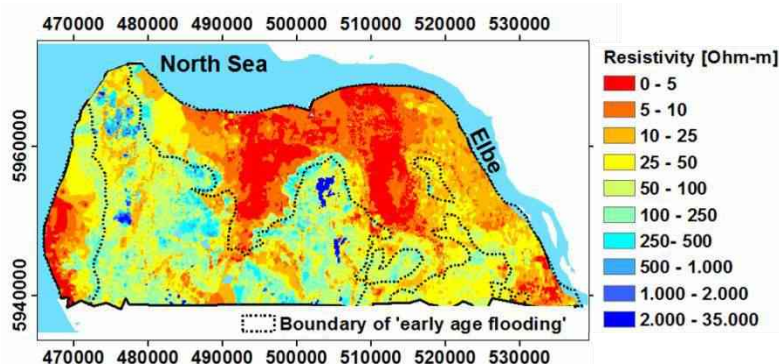 470000 480000 490000 500000 510000 520000 530000
North Sea
Elbe
5960000
5940000
Boundary of 'early age flooding'
470000 480000 490000 500000 510000 520000 530000
Resistivity [Ohm-m]
0 - 5
5 - 10
10 - 25
25 - 50
50 - 100
100 - 250
250- 500
500 - 1.000
1.000 - 2.000
2.000 - 35.000